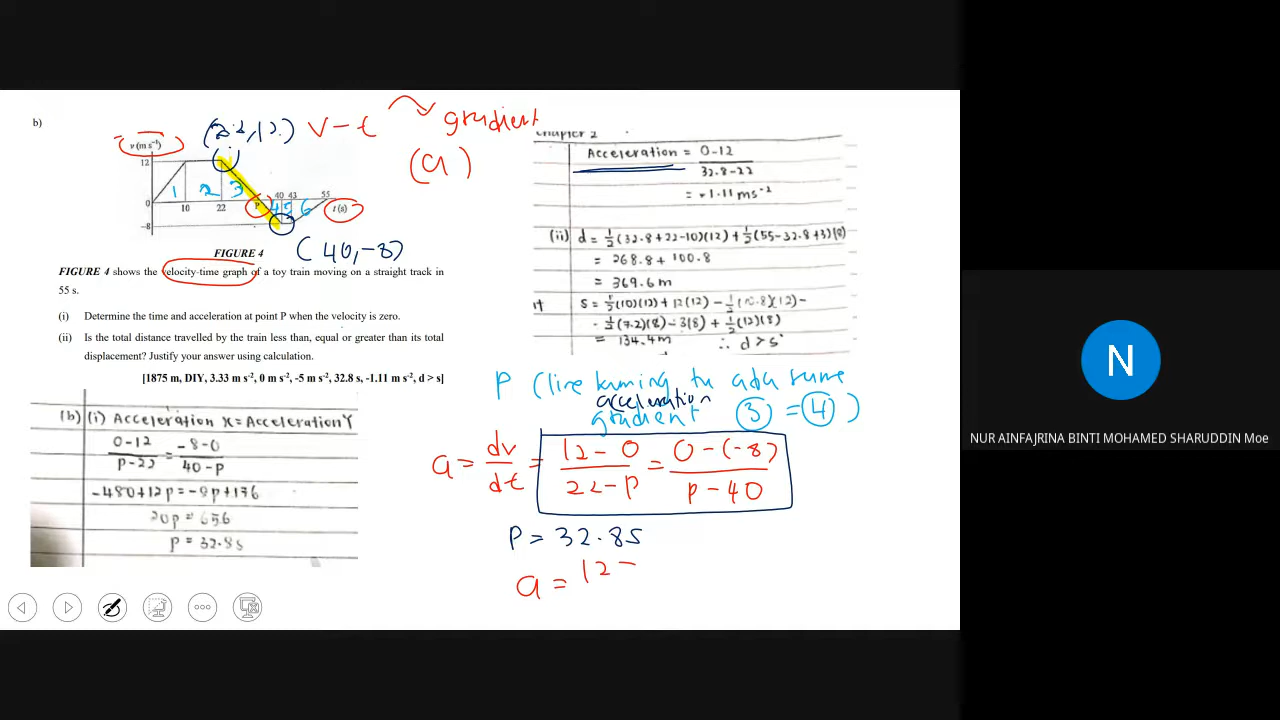 b)
(22,12)
v-t
gradient
(a)
v (m s⁻¹)
12
0
-8
1
2
3
4
5
6
10
22
P
40
43
55
t (s)
(40,-8)
FIGURE 4
FIGURE 4 shows the velocity-time graph of a toy train moving on a straight track in
55 s.
(i) Determine the time and acceleration at point P when the velocity is zero.
(ii) Is the total distance travelled by the train less than, equal or greater than its total
displacement? Justify your answer using calculation.
[1875 m, DIY, 3.33 m s⁻², 0 m s⁻², -5 m s⁻², 32.8 s, -1.11 m s⁻², d > s]
(b) (i) Acceleration X = Acceleration Y
0-12 / P-22 = -8-0 / 40-P
-480+12P = -8P+176
20P = 656
P = 32.8s
Chapter 2
Acceleration = 0-12 / 32.8-22
= -1.11 ms⁻²
(ii) d = ½(32.8+22-10)(12) + ½(55-32.8+3)(8)
= 268.8 + 100.8
= 369.6 m
s = ½(10)(12) + 12(12) - ½(10.8)(12) -
½(7.2)(8) - 3(8) + ½(12)(8)
= 134.4m ∴ d > s
P (line kuning tu ada same
acceleration
gradient 3 = 4)
a = dv/dt = 12-0 / 22-P = 0-(-8) / P-40
P = 32.8s
a = 12-
N
NUR AINFAJRINA BINTI MOHAMED SHARUDDIN Moe